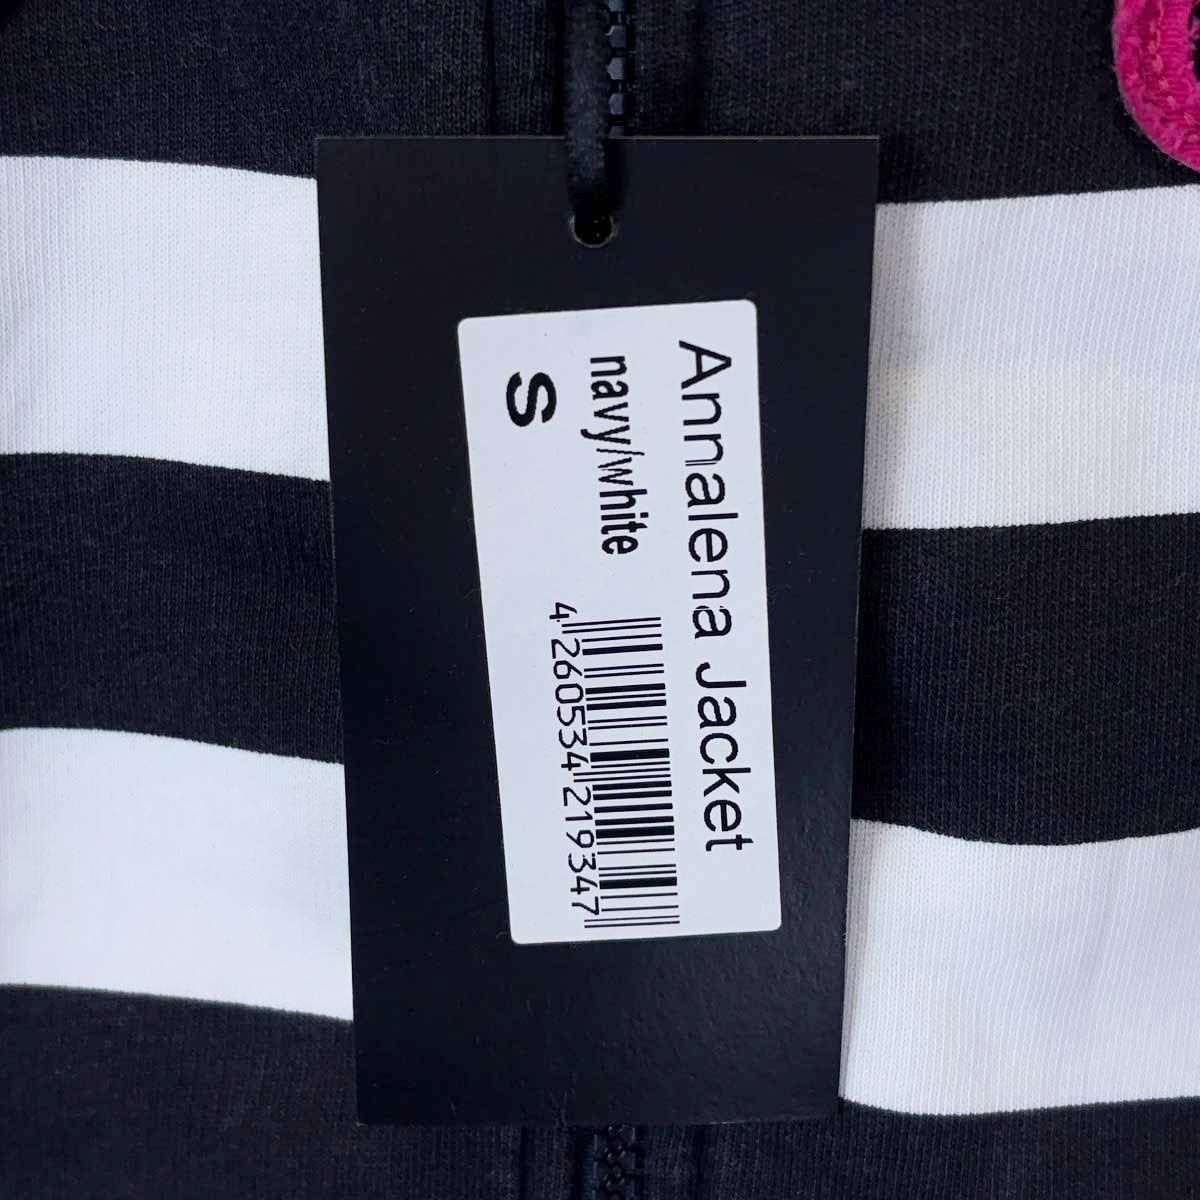 Annalena Jacket
navy/white
S
4 260534 219347